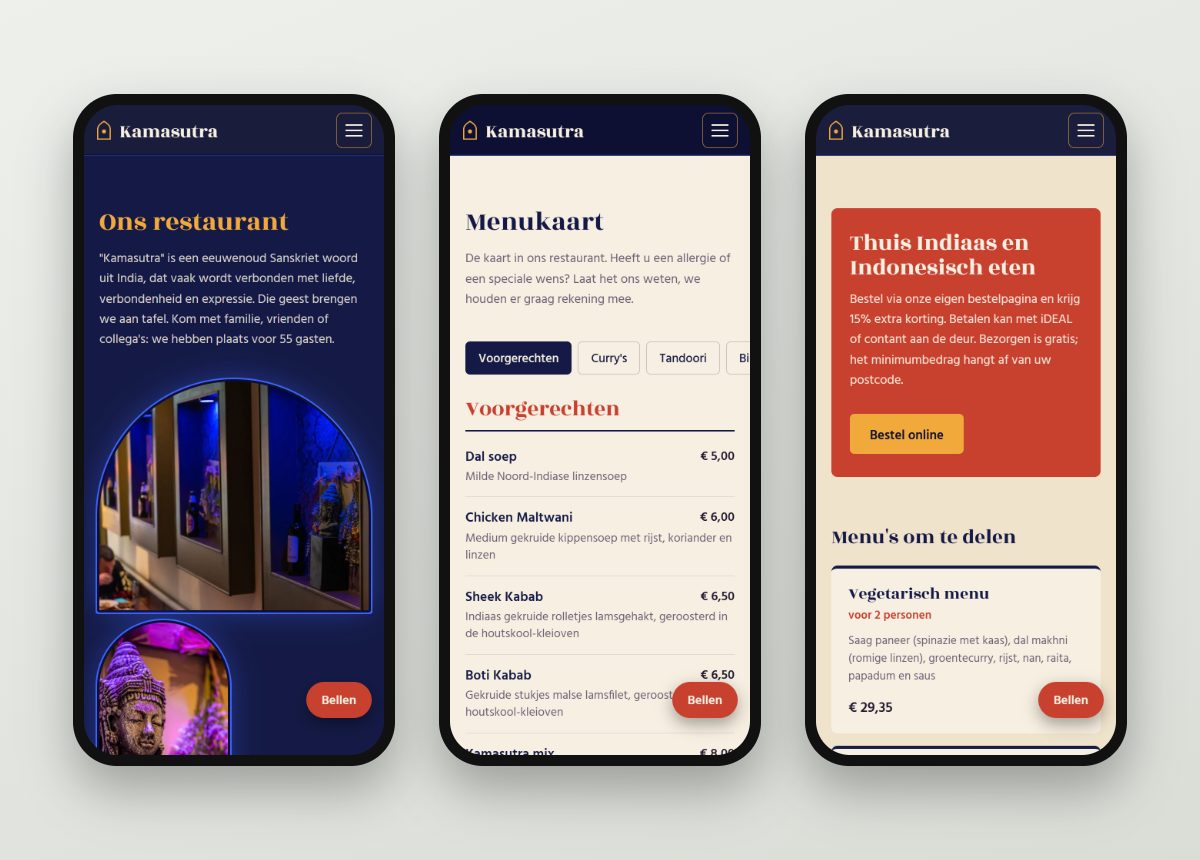 Kamasutra
Ons restaurant
"Kamasutra" is een eeuwenoud Sanskriet woord
uit India, dat vaak wordt verbonden met liefde,
verbondenheid en expressie. Die geest brengen
we aan tafel. Kom met familie, vrienden of
collega's: we hebben plaats voor 55 gasten.
Bellen
Kamasutra
Menukaart
De kaart in ons restaurant. Heeft u een allergie of
een speciale wens? Laat het ons weten, we
houden er graag rekening mee.
Voorgerechten Curry's Tandoori Bi
Voorgerechten
Dal soep € 5,00
Milde Noord-Indiase linzensoep
Chicken Maltwani € 6,00
Medium gekruide kippensoep met rijst, koriander en
linzen
Sheek Kabab € 6,50
Indiaas gekruide rolletjes lamsgehakt, geroosterd in
de houtskool-kleioven
Boti Kabab € 6,50
Gekruide stukjes malse lamsfilet, geroost
houtskool-kleioven
Bellen
Kamasutra mix € 8,00
Kamasutra
Thuis Indiaas en
Indonesisch eten
Bestel via onze eigen bestelpagina en krijg
15% extra korting. Betalen kan met iDEAL
of contant aan de deur. Bezorgen is gratis;
het minimumbedrag hangt af van uw
postcode.
Bestel online
Menu's om te delen
Vegetarisch menu
voor 2 personen
Saag paneer (spinazie met kaas), dal makhni
(romige linzen), groentecurry, rijst, nan, raita,
papadum en saus
€ 29,35
Bellen